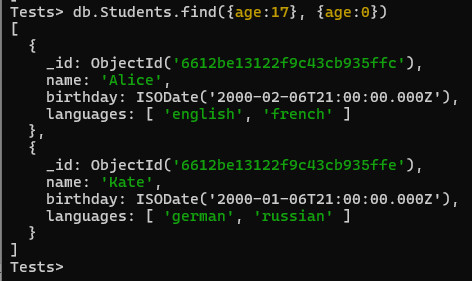 Tests> db.Students.find({age:17}, {age:0})
[
  {
    _id: ObjectId('6612be13122f9c43cb935ffc'),
    name: 'Alice',
    birthday: ISODate('2000-02-06T21:00:00.000Z'),
    languages: [ 'english', 'french' ]
  },
  {
    _id: ObjectId('6612be13122f9c43cb935ffe'),
    name: 'Kate',
    birthday: ISODate('2000-01-06T21:00:00.000Z'),
    languages: [ 'german', 'russian' ]
  }
]
Tests>